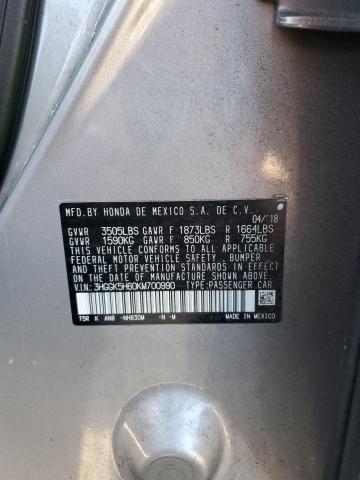 MFD.BY HONDA DE MEXICO S.A. DE C.V.
04/'18
GVWR 3505LBS GAWR F 1873LBS R 1664LBS
GVWR 1590KG GAWR F 850KG R 755KG
THIS VEHICLE CONFORMS TO ALL APPLICABLE
FEDERAL MOTOR VEHICLE SAFETY, BUMPER
AND THEFT PREVENTION STANDARDS IN EFFECT
ON THE DATE OF MANUFACTURE SHOWN ABOVE.
VIN:3HGGK5H60KM700990 TYPE:PASSENGER CAR
T5R K AN8 -NH830M -N -M MADE IN MEXICO